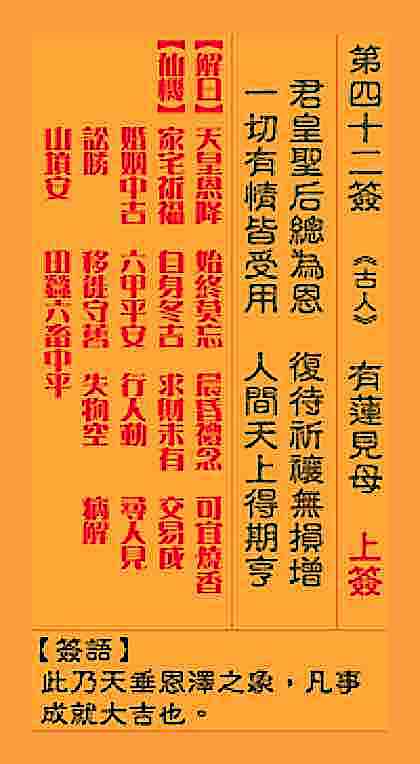 第四十二簽 《古人》 有蓮見母 上簽
君皇聖后總為恩 復待祈禳無損增
一切有情皆受用 人間天上得期亨
【解曰】天皇恩降 始終莫忘 晨昏禮念 可宜燒香
【仙機】家宅祈福 自身冬吉 求財未有 交易成
婚姻中吉 六甲平安 行人動 尋人見
訟勝 移徙守舊 失物空 病解
山墳安 田蠶六畜中平
【簽語】
此乃天垂恩澤之象，凡事
成就大吉也。